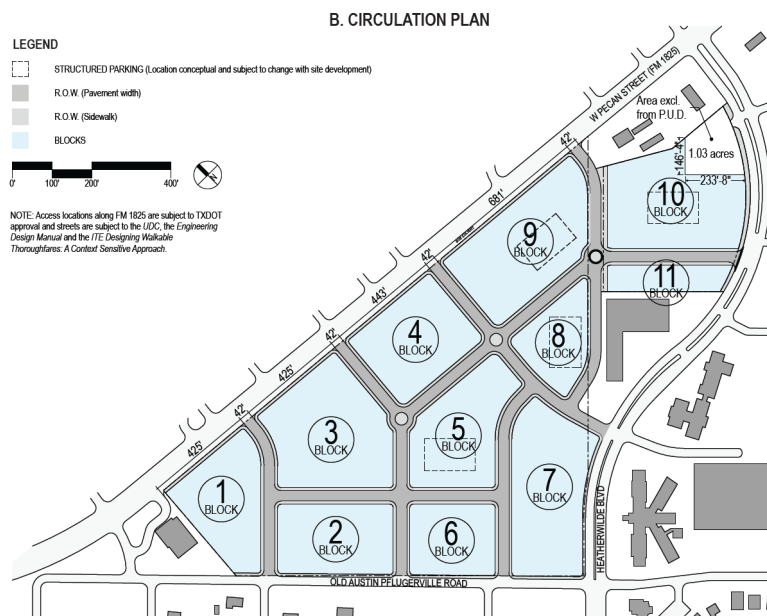 B. CIRCULATION PLAN
LEGEND
STRUCTURED PARKING (Location conceptual and subject to change with site development)
R.O.W. (Pavement width)
R.O.W. (Sidewalk)
BLOCKS
0'
100'
200'
400'
N
NOTE: Access locations along FM 1825 are subject to TXDOT
approval and streets are subject to the UDC, the Engineering
Design Manual and the ITE Designing Walkable
Thoroughfares: A Context Sensitive Approach.
W PECAN STREET (FM 1825)
Area excl.
from P.U.D.
1.03 acres
146'-4"
233'-8"
42'
681'
42'
443'
42'
425'
42'
425'
10
BLOCK
9
BLOCK
11
BLOCK
4
BLOCK
8
BLOCK
3
BLOCK
5
BLOCK
1
BLOCK
7
BLOCK
2
BLOCK
6
BLOCK
HEATHERWILDE BLVD
OLD AUSTIN PFLUGERVILLE ROAD